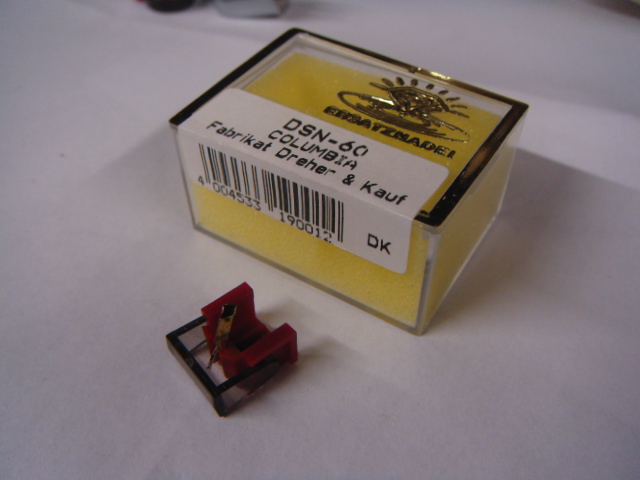 ERSATZNADEL
DSN-60
COLUMBIA
Fabrikat Dreher & Kauf
4 004533 190012
DK